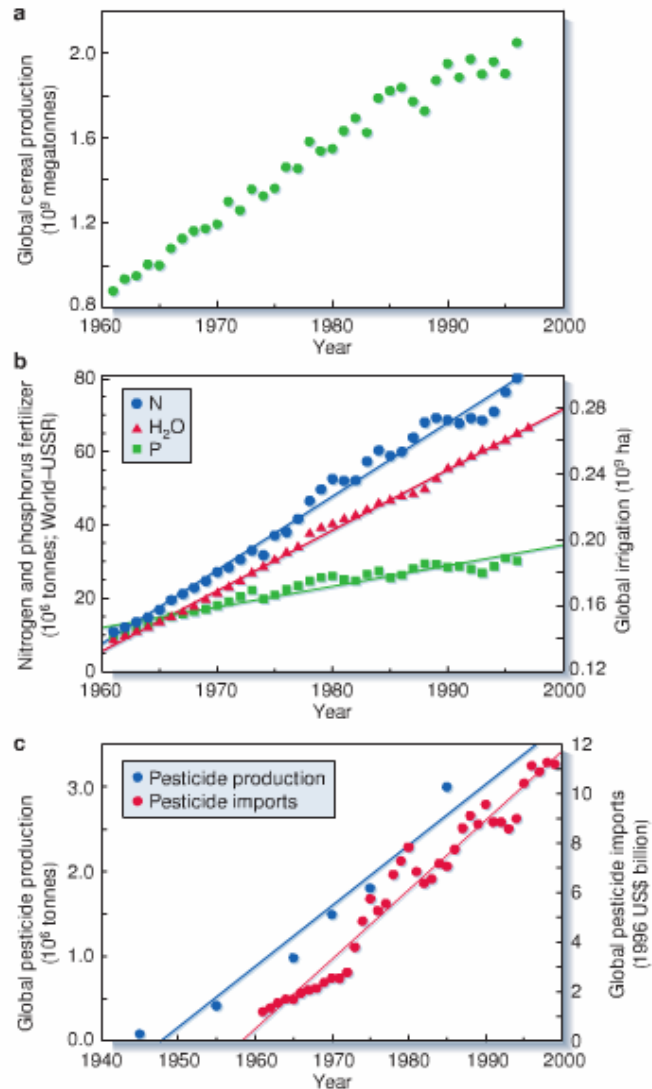 a
Global cereal production
(10⁹ megatonnes)
2.0
1.6
1.2
0.8
1960
1970
1980
1990
2000
Year
b
Nitrogen and phosphorus fertilizer
(10⁶ tonnes; World–USSR)
80
60
40
20
0
N
H₂O
P
0.28
0.24
0.20
0.16
0.12
Global irrigation (10⁹ ha)
1960
1970
1980
1990
2000
Year
c
Global pesticide production
(10⁶ tonnes)
3.0
2.0
1.0
0.0
Pesticide production
Pesticide imports
12
10
8
6
4
2
0
Global pesticide imports
(1996 US$ billion)
1940
1950
1960
1970
1980
1990
2000
Year